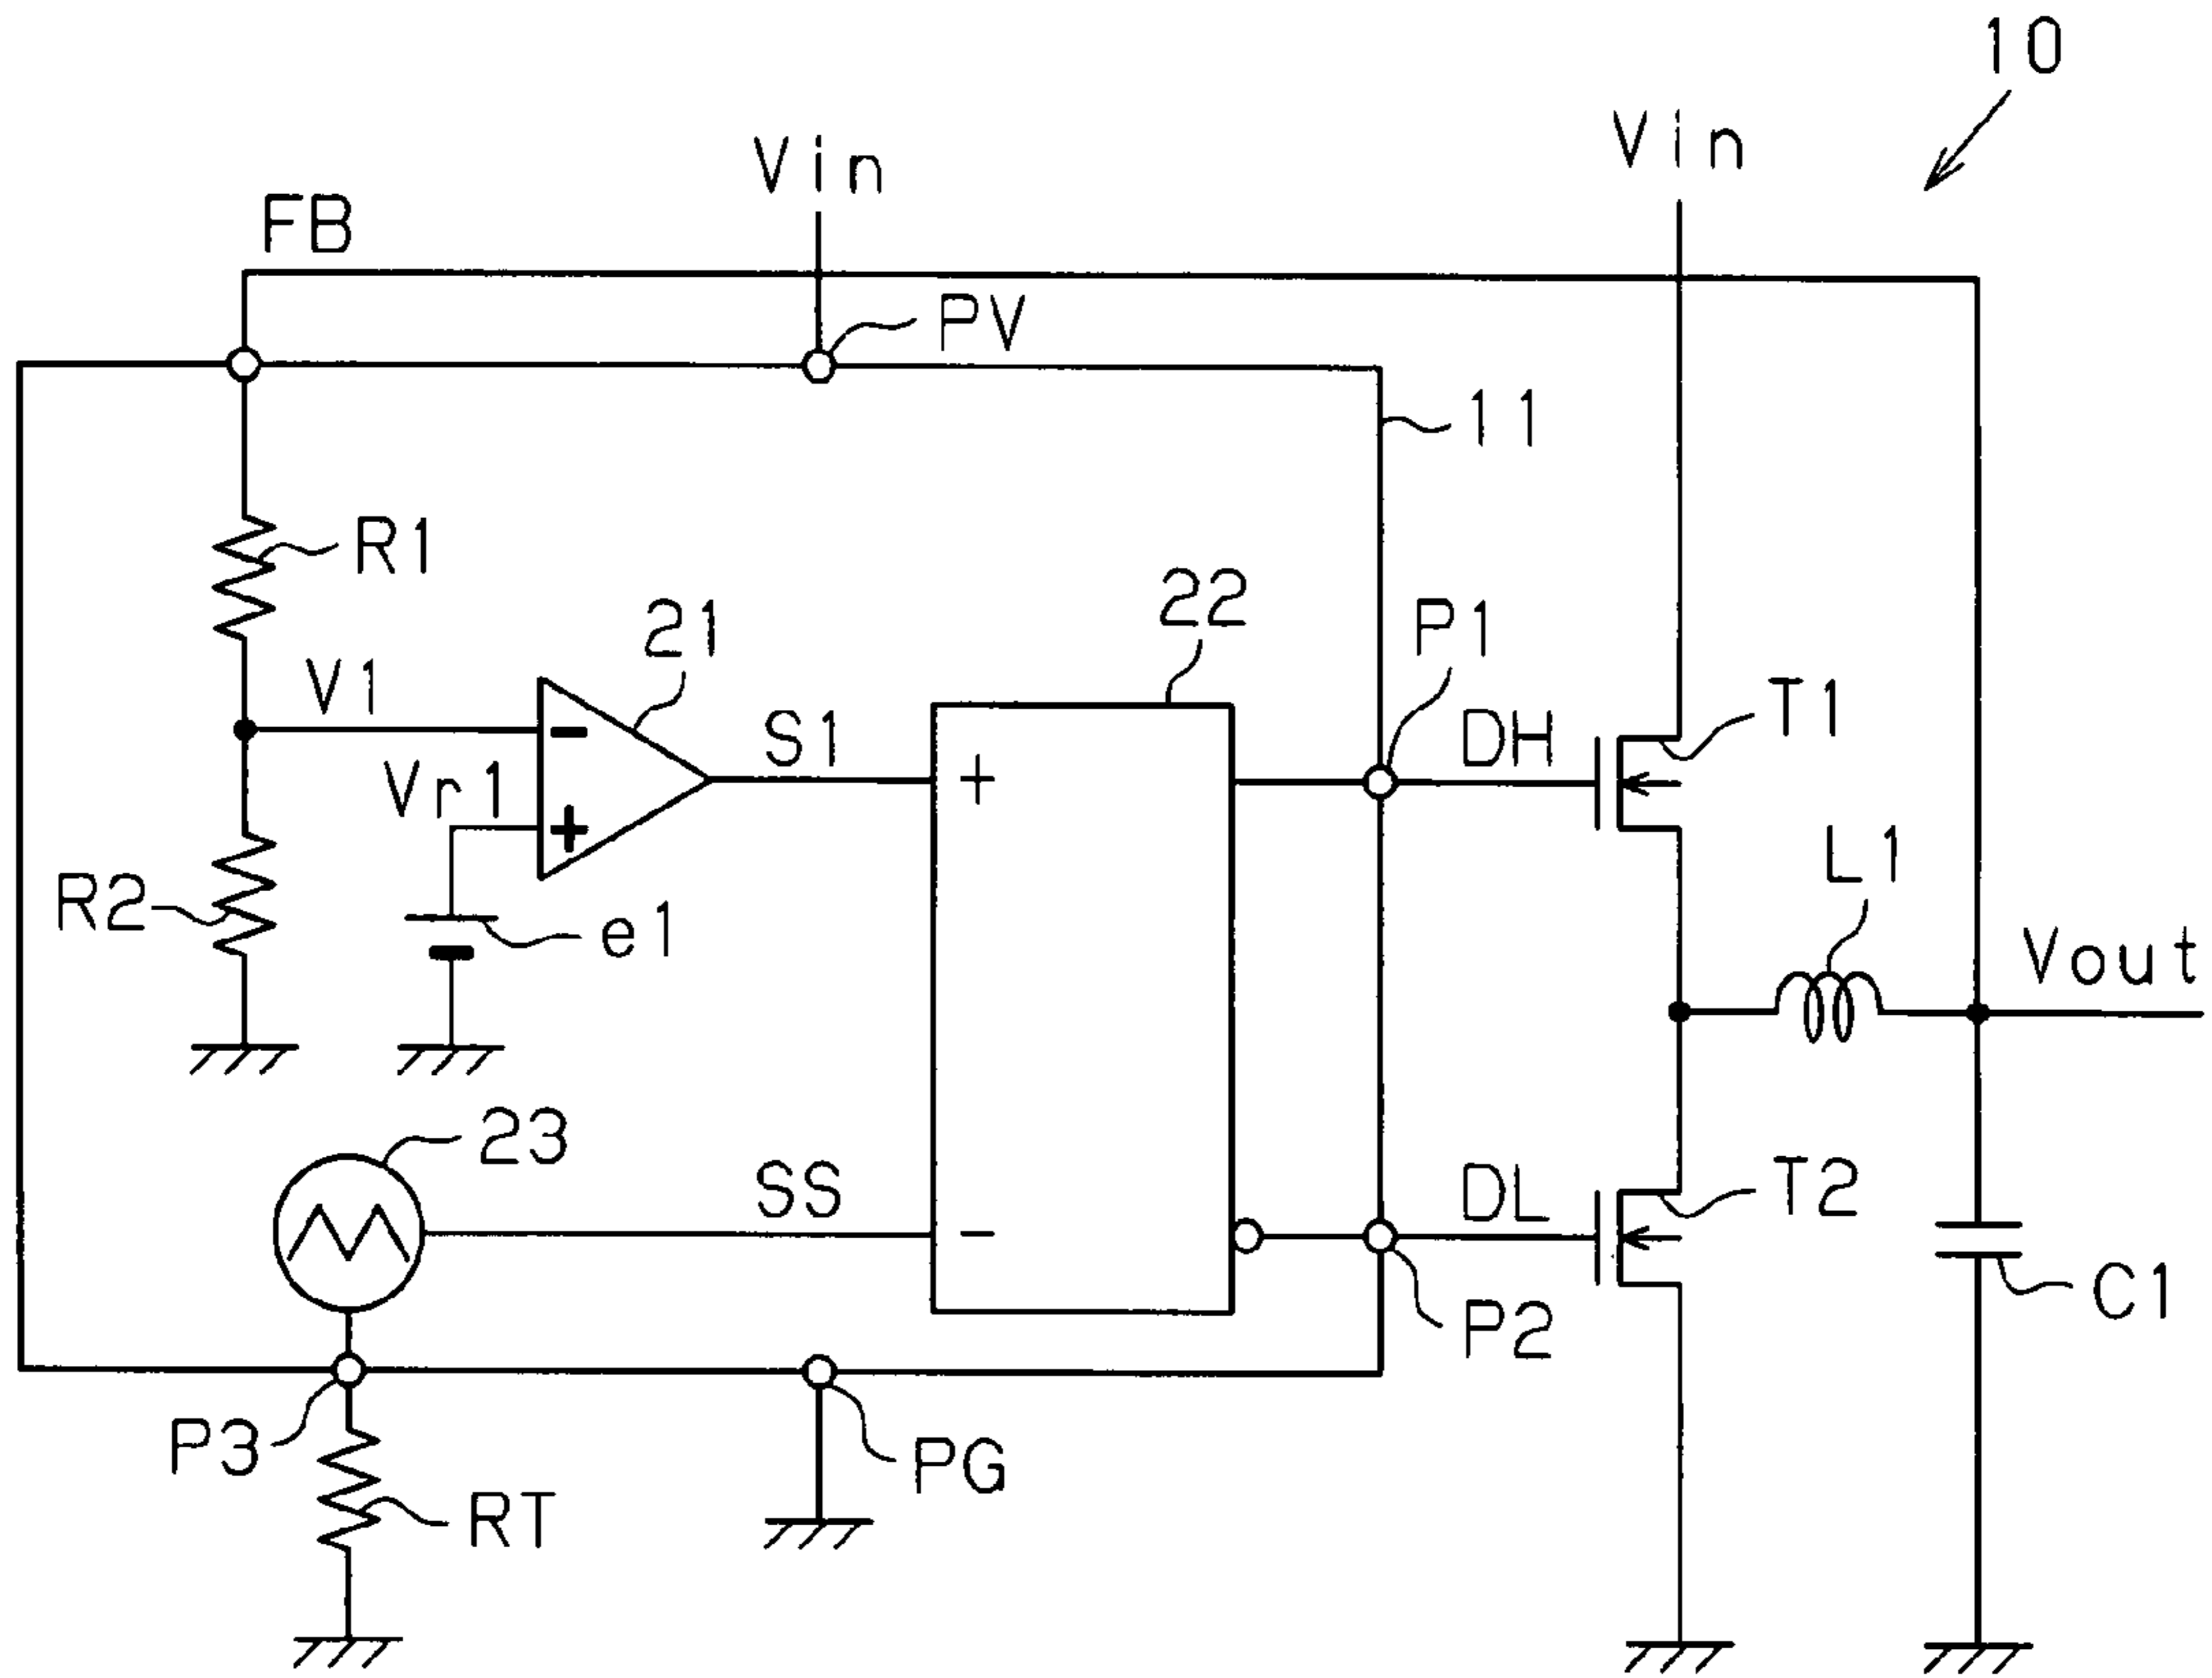 10
Vin
Vin
FB
PV
11
R1
22
P1
21
V1
S1
DH
T1
Vr1
-
+
+
L1
R2
e1
Vout
23
SS
-
DL
T2
P2
C1
P3
PG
RT